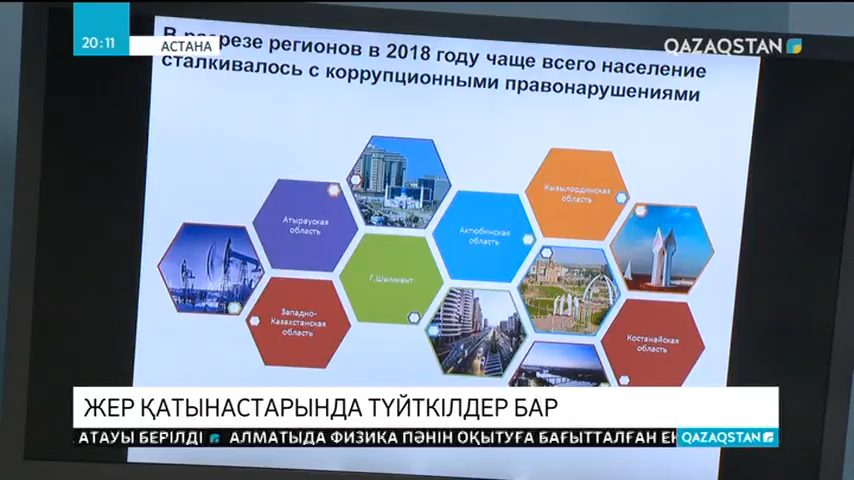 20:11
АСТАНА
QAZAQSTAN
В разрезе регионов в 2018 году чаще всего население
сталкивалось с коррупционными правонарушениями
Кызылординская
область
Атырауская
область
Актюбинская
область
Г.Шымкент
Западно-
Казахстанская
область
Костанайская
область
ЖЕР ҚАТЫНАСТАРЫНДА ТҮЙТКІЛДЕР БАР
АТАУЫ БЕРІЛДІ АЛМАТЫДА ФИЗИКА ПӘНІН ОҚЫТУҒА БАҒЫТТАЛҒАН
QAZAQSTAN